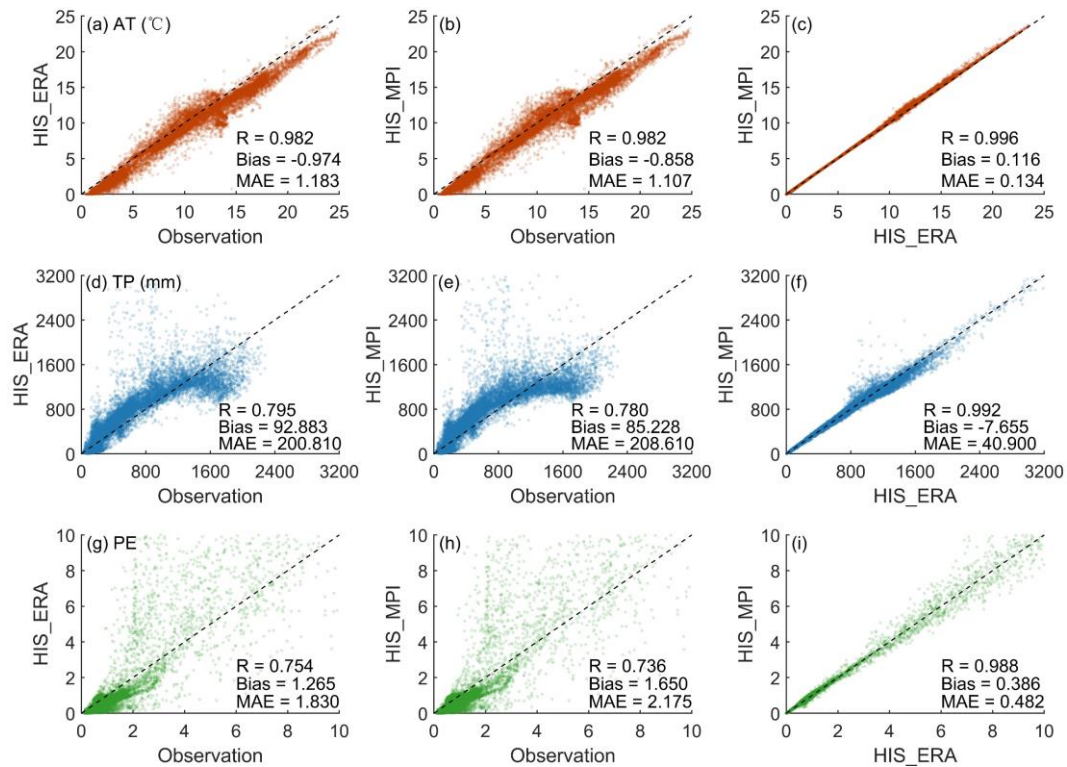 (a) AT (℃)
HIS_ERA
25
20
15
10
5
0
R = 0.982
Bias = -0.974
MAE = 1.183
0 5 10 15 20 25
Observation
(b)
HIS_MPI
25
20
15
10
5
0
R = 0.982
Bias = -0.858
MAE = 1.107
0 5 10 15 20 25
Observation
(c)
HIS_MPI
25
20
15
10
5
0
R = 0.996
Bias = 0.116
MAE = 0.134
0 5 10 15 20 25
HIS_ERA
(d) TP (mm)
HIS_ERA
3200
2400
1600
800
0
R = 0.795
Bias = 92.883
MAE = 200.810
0 800 1600 2400 3200
Observation
(e)
HIS_MPI
3200
2400
1600
800
0
R = 0.780
Bias = 85.228
MAE = 208.610
0 800 1600 2400 3200
Observation
(f)
HIS_MPI
3200
2400
1600
800
0
R = 0.992
Bias = -7.655
MAE = 40.900
0 800 1600 2400 3200
HIS_ERA
(g) PE
HIS_ERA
10
8
6
4
2
0
R = 0.754
Bias = 1.265
MAE = 1.830
0 2 4 6 8 10
Observation
(h)
HIS_MPI
10
8
6
4
2
0
R = 0.736
Bias = 1.650
MAE = 2.175
0 2 4 6 8 10
Observation
(i)
HIS_MPI
10
8
6
4
2
0
R = 0.988
Bias = 0.386
MAE = 0.482
0 2 4 6 8 10
HIS_ERA